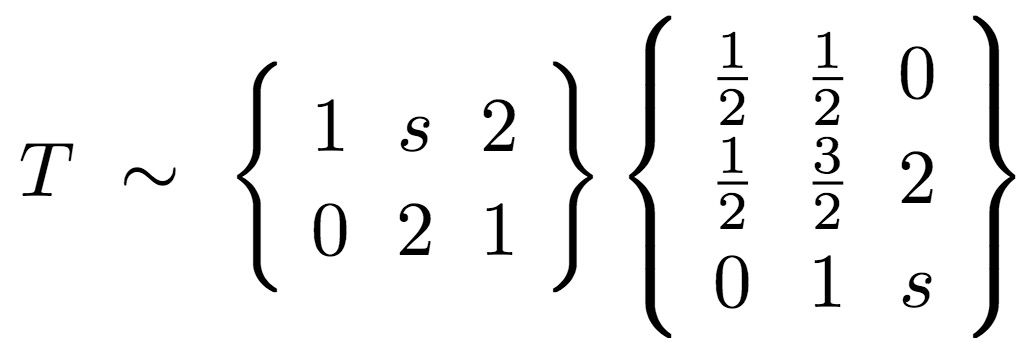 T ~ { 1 s 2
0 2 1 } { 1/2 1/2 0
1/2 3/2 2
0 1 s }